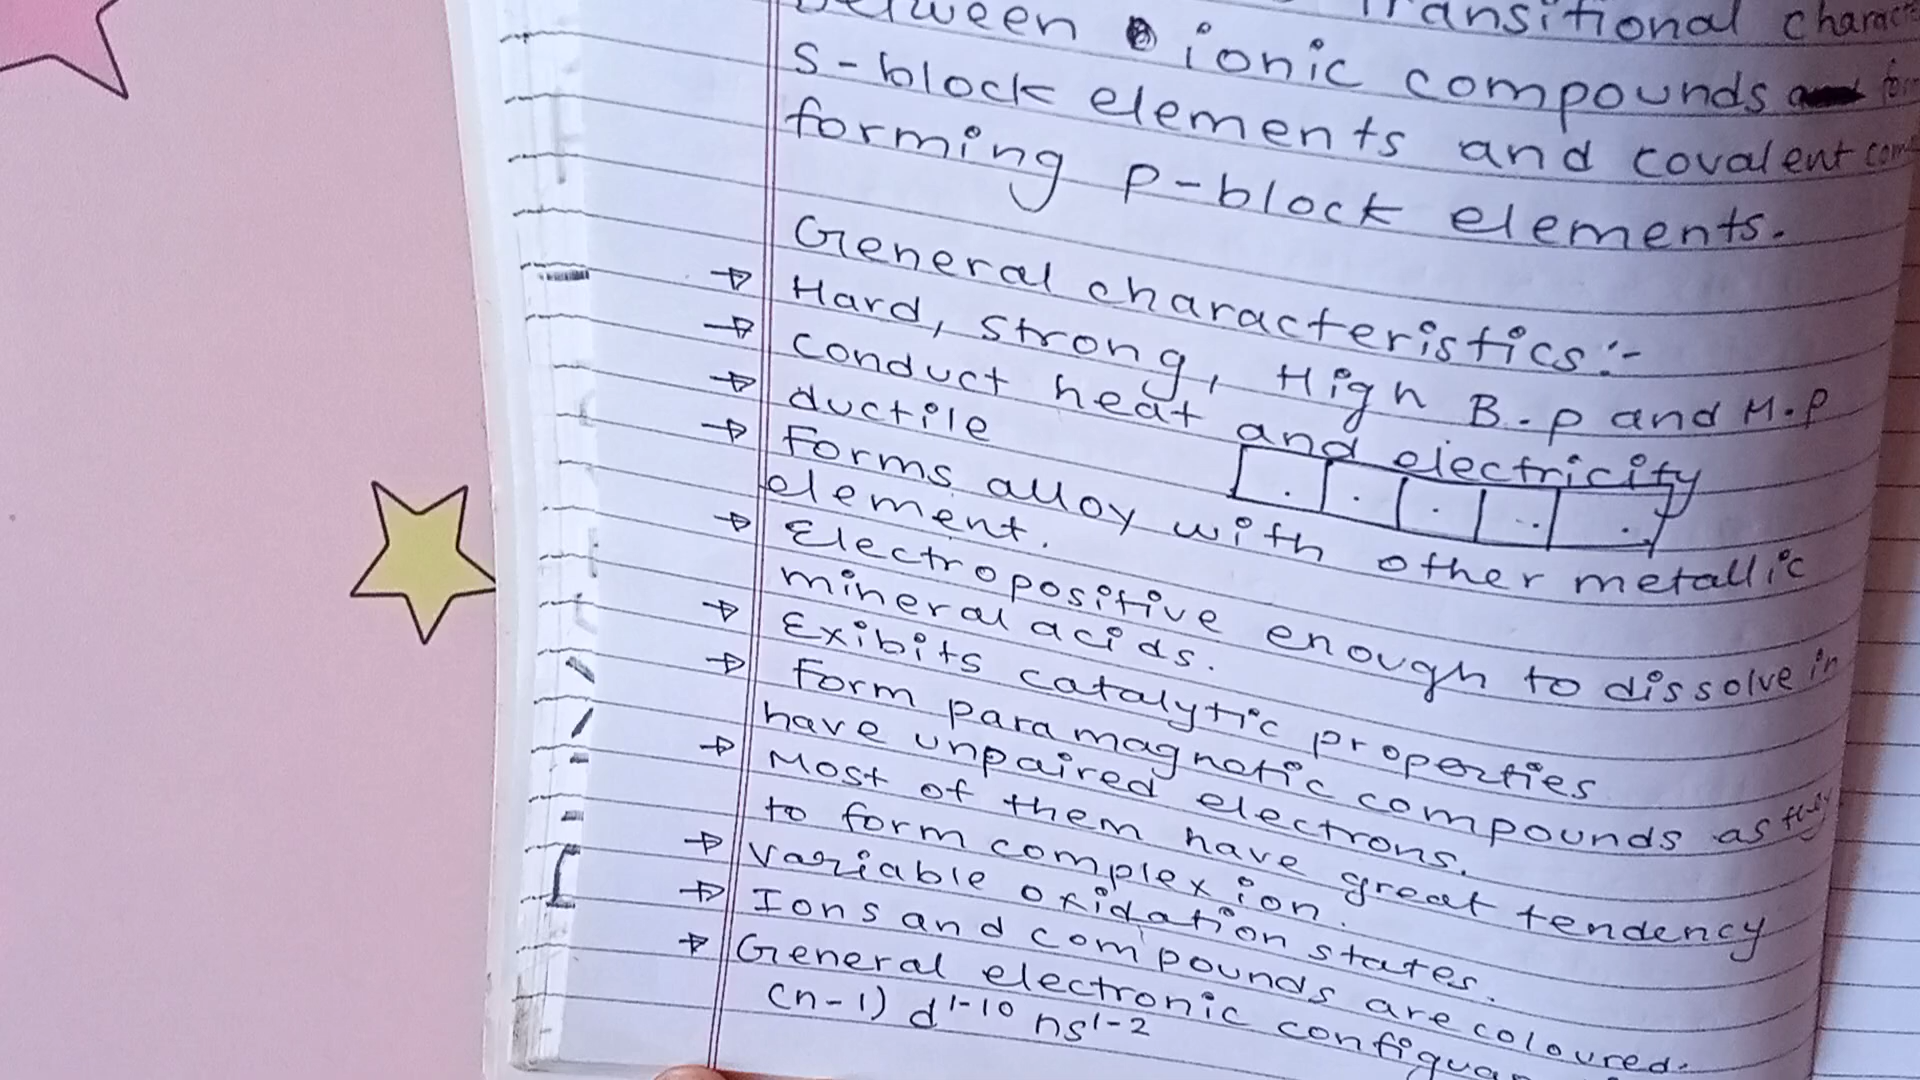 between ionic compounds
Transitional
s-block elements and covalent
forming p-block elements.
General characteristics:-
→ Hard, strong, High B.p and M.p
→ conduct heat and electricity
→ ductile
→ Forms alloy with other metallic
element.
→ Electropositive enough to dissolve in
mineral acids.
→ Exibits catalytic properties
→ Form paramagnetic compounds as they
have unpaired electrons.
→ Most of them have great tendency
to form complex ion.
→ Variable oxidation states.
→ Ions and compounds are coloured.
→ General electronic
(n-1) d¹⁻¹⁰ ns¹⁻²